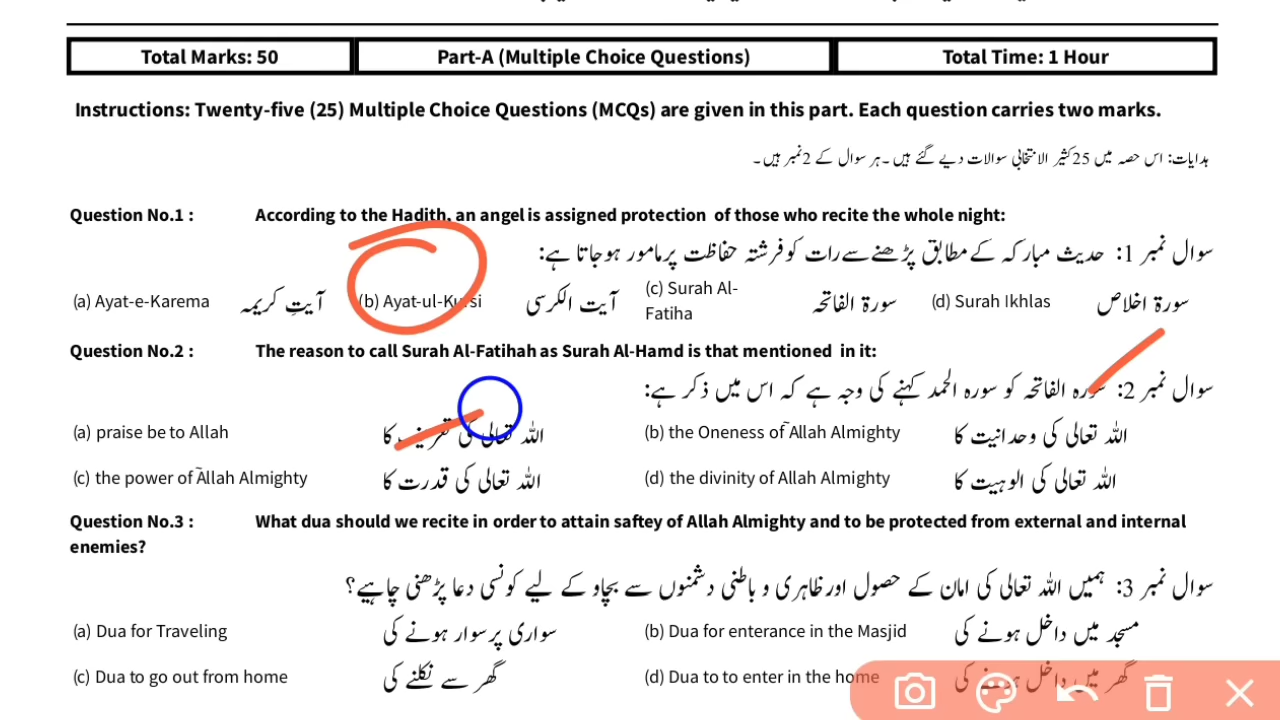 Total Marks: 50 Part-A (Multiple Choice Questions) Total Time: 1 Hour
Instructions: Twenty-five (25) Multiple Choice Questions (MCQs) are given in this part. Each question carries two marks.
ہدایات: اس حصہ میں 25 کثیر الانتخابی سوالات دیے گئے ہیں۔ ہر سوال کے 2 نمبر ہیں۔
Question No.1 : According to the Hadith, an angel is assigned protection of those who recite the whole night:
سوال نمبر 1: حدیث مبارکہ کے مطابق پڑھنے سے رات کو فرشتہ حفاظت پر مامور ہو جاتا ہے:
(a) Ayat-e-Karema آیتِ کریمہ (b) Ayat-ul-Kursi آیت الکرسی (c) Surah Al-Fatiha سورۃ الفاتحہ (d) Surah Ikhlas سورۃ اخلاص
Question No.2 : The reason to call Surah Al-Fatihah as Surah Al-Hamd is that mentioned in it:
سوال نمبر 2: سورہ الفاتحہ کو سورہ الحمد کہنے کی وجہ ہے کہ اس میں ذکر ہے:
(a) praise be to Allah اللہ تعالی کی تعریف کا (b) the Oneness of Allah Almighty اللہ تعالی کی وحدانیت کا
(c) the power of Allah Almighty اللہ تعالی کی قدرت کا (d) the divinity of Allah Almighty اللہ تعالی کی الوہیت کا
Question No.3 : What dua should we recite in order to attain saftey of Allah Almighty and to be protected from external and internal
enemies?
سوال نمبر 3: ہمیں اللہ تعالی کی امان کے حصول اور ظاہری و باطنی دشمنوں سے بچاو کے لیے کونسی دعا پڑھنی چاہیے؟
(a) Dua for Traveling سواری پر سوار ہونے کی (b) Dua for enterance in the Masjid مسجد میں داخل ہونے کی
(c) Dua to go out from home گھر سے نکلنے کی (d) Dua to to enter in the home گھر میں داخل ہونے کی